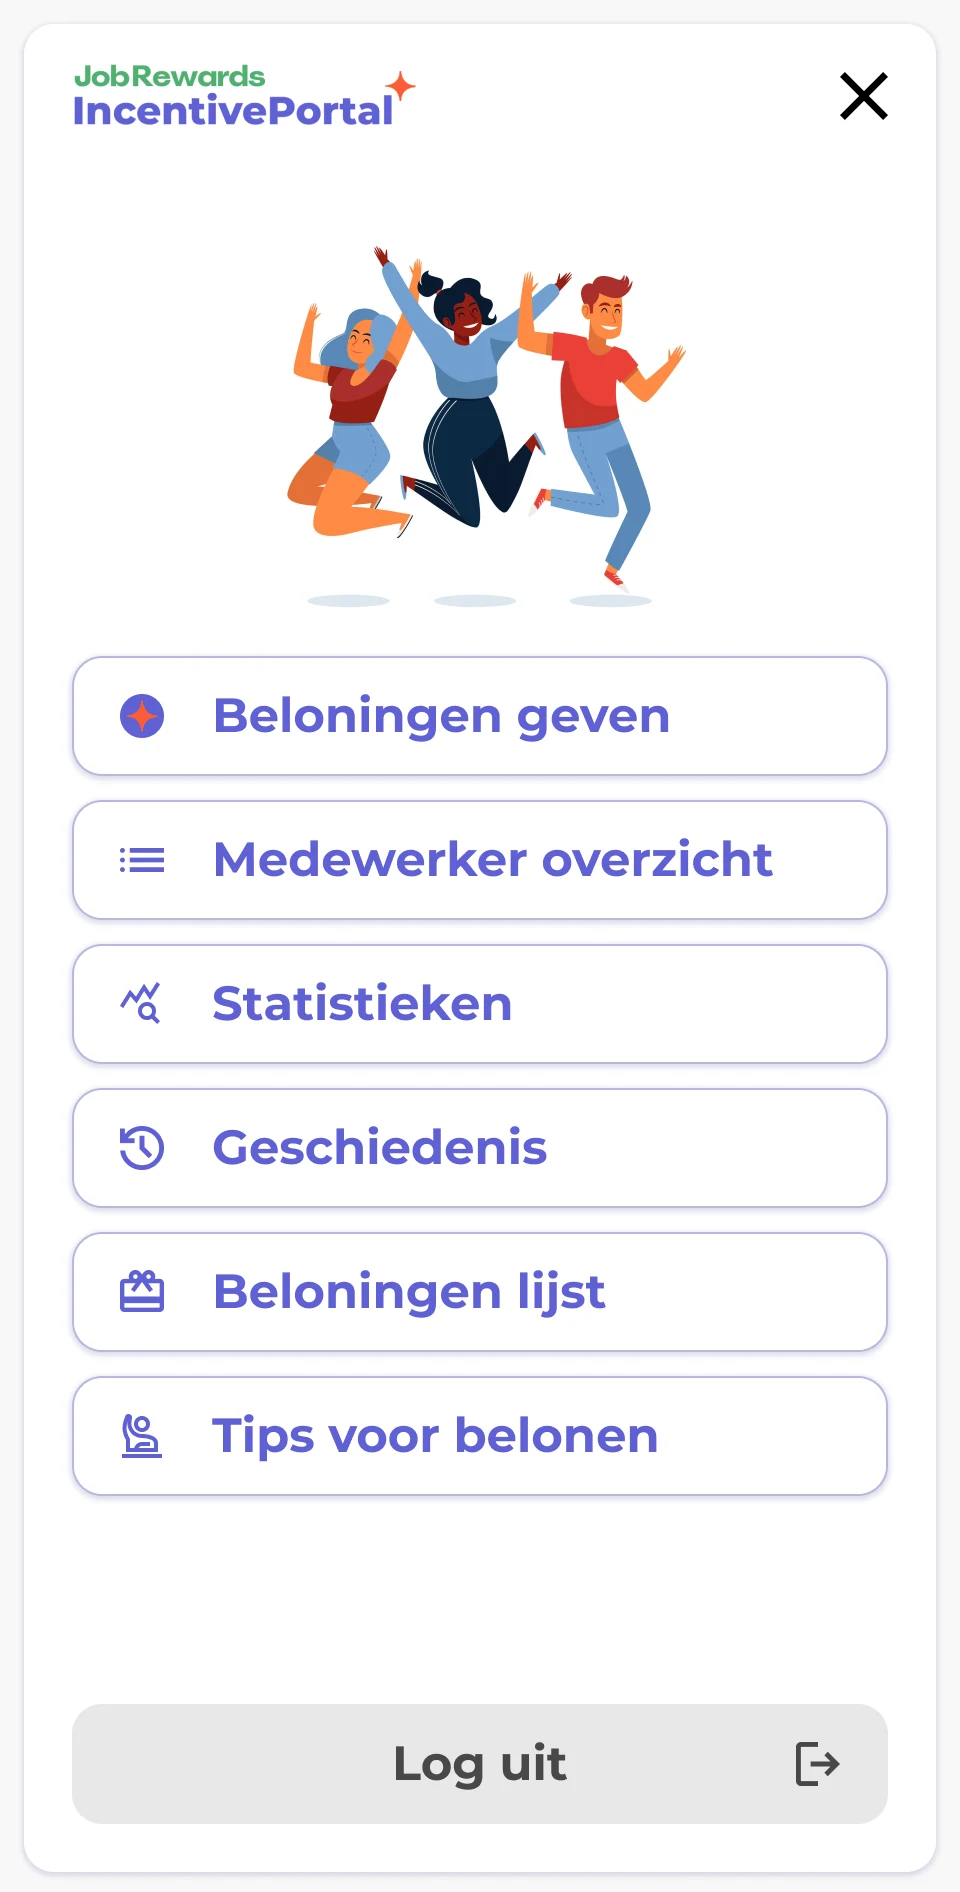 JobRewards
IncentivePortal
Beloningen geven
Medewerker overzicht
Statistieken
Geschiedenis
Beloningen lijst
Tips voor belonen
Log uit